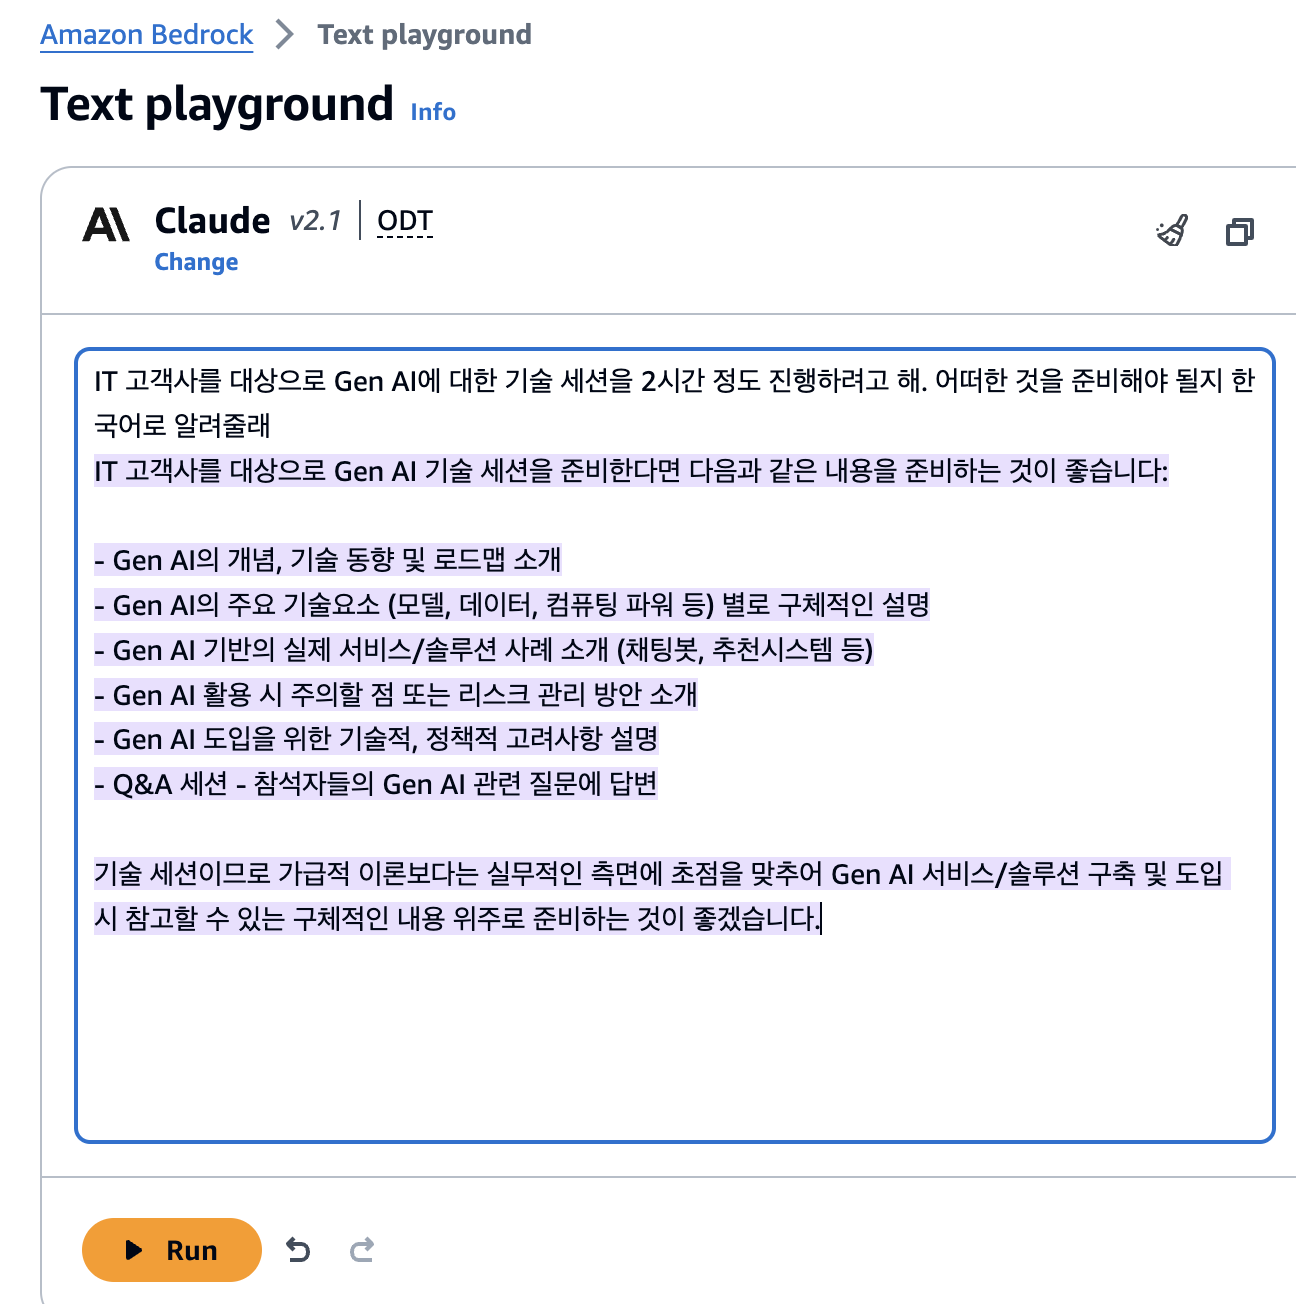 Amazon Bedrock > Text playground
Text playground Info
Claude v2.1 | ODT
Change
IT 고객사를 대상으로 Gen AI에 대한 기술 세션을 2시간 정도 진행하려고 해. 어떠한 것을 준비해야 될지 한
국어로 알려줄래
IT 고객사를 대상으로 Gen AI 기술 세션을 준비한다면 다음과 같은 내용을 준비하는 것이 좋습니다:
- Gen AI의 개념, 기술 동향 및 로드맵 소개
- Gen AI의 주요 기술요소 (모델, 데이터, 컴퓨팅 파워 등) 별로 구체적인 설명
- Gen AI 기반의 실제 서비스/솔루션 사례 소개 (채팅봇, 추천시스템 등)
- Gen AI 활용 시 주의할 점 또는 리스크 관리 방안 소개
- Gen AI 도입을 위한 기술적, 정책적 고려사항 설명
- Q&A 세션 - 참석자들의 Gen AI 관련 질문에 답변
기술 세션이므로 가급적 이론보다는 실무적인 측면에 초점을 맞추어 Gen AI 서비스/솔루션 구축 및 도입
시 참고할 수 있는 구체적인 내용 위주로 준비하는 것이 좋겠습니다.
Run